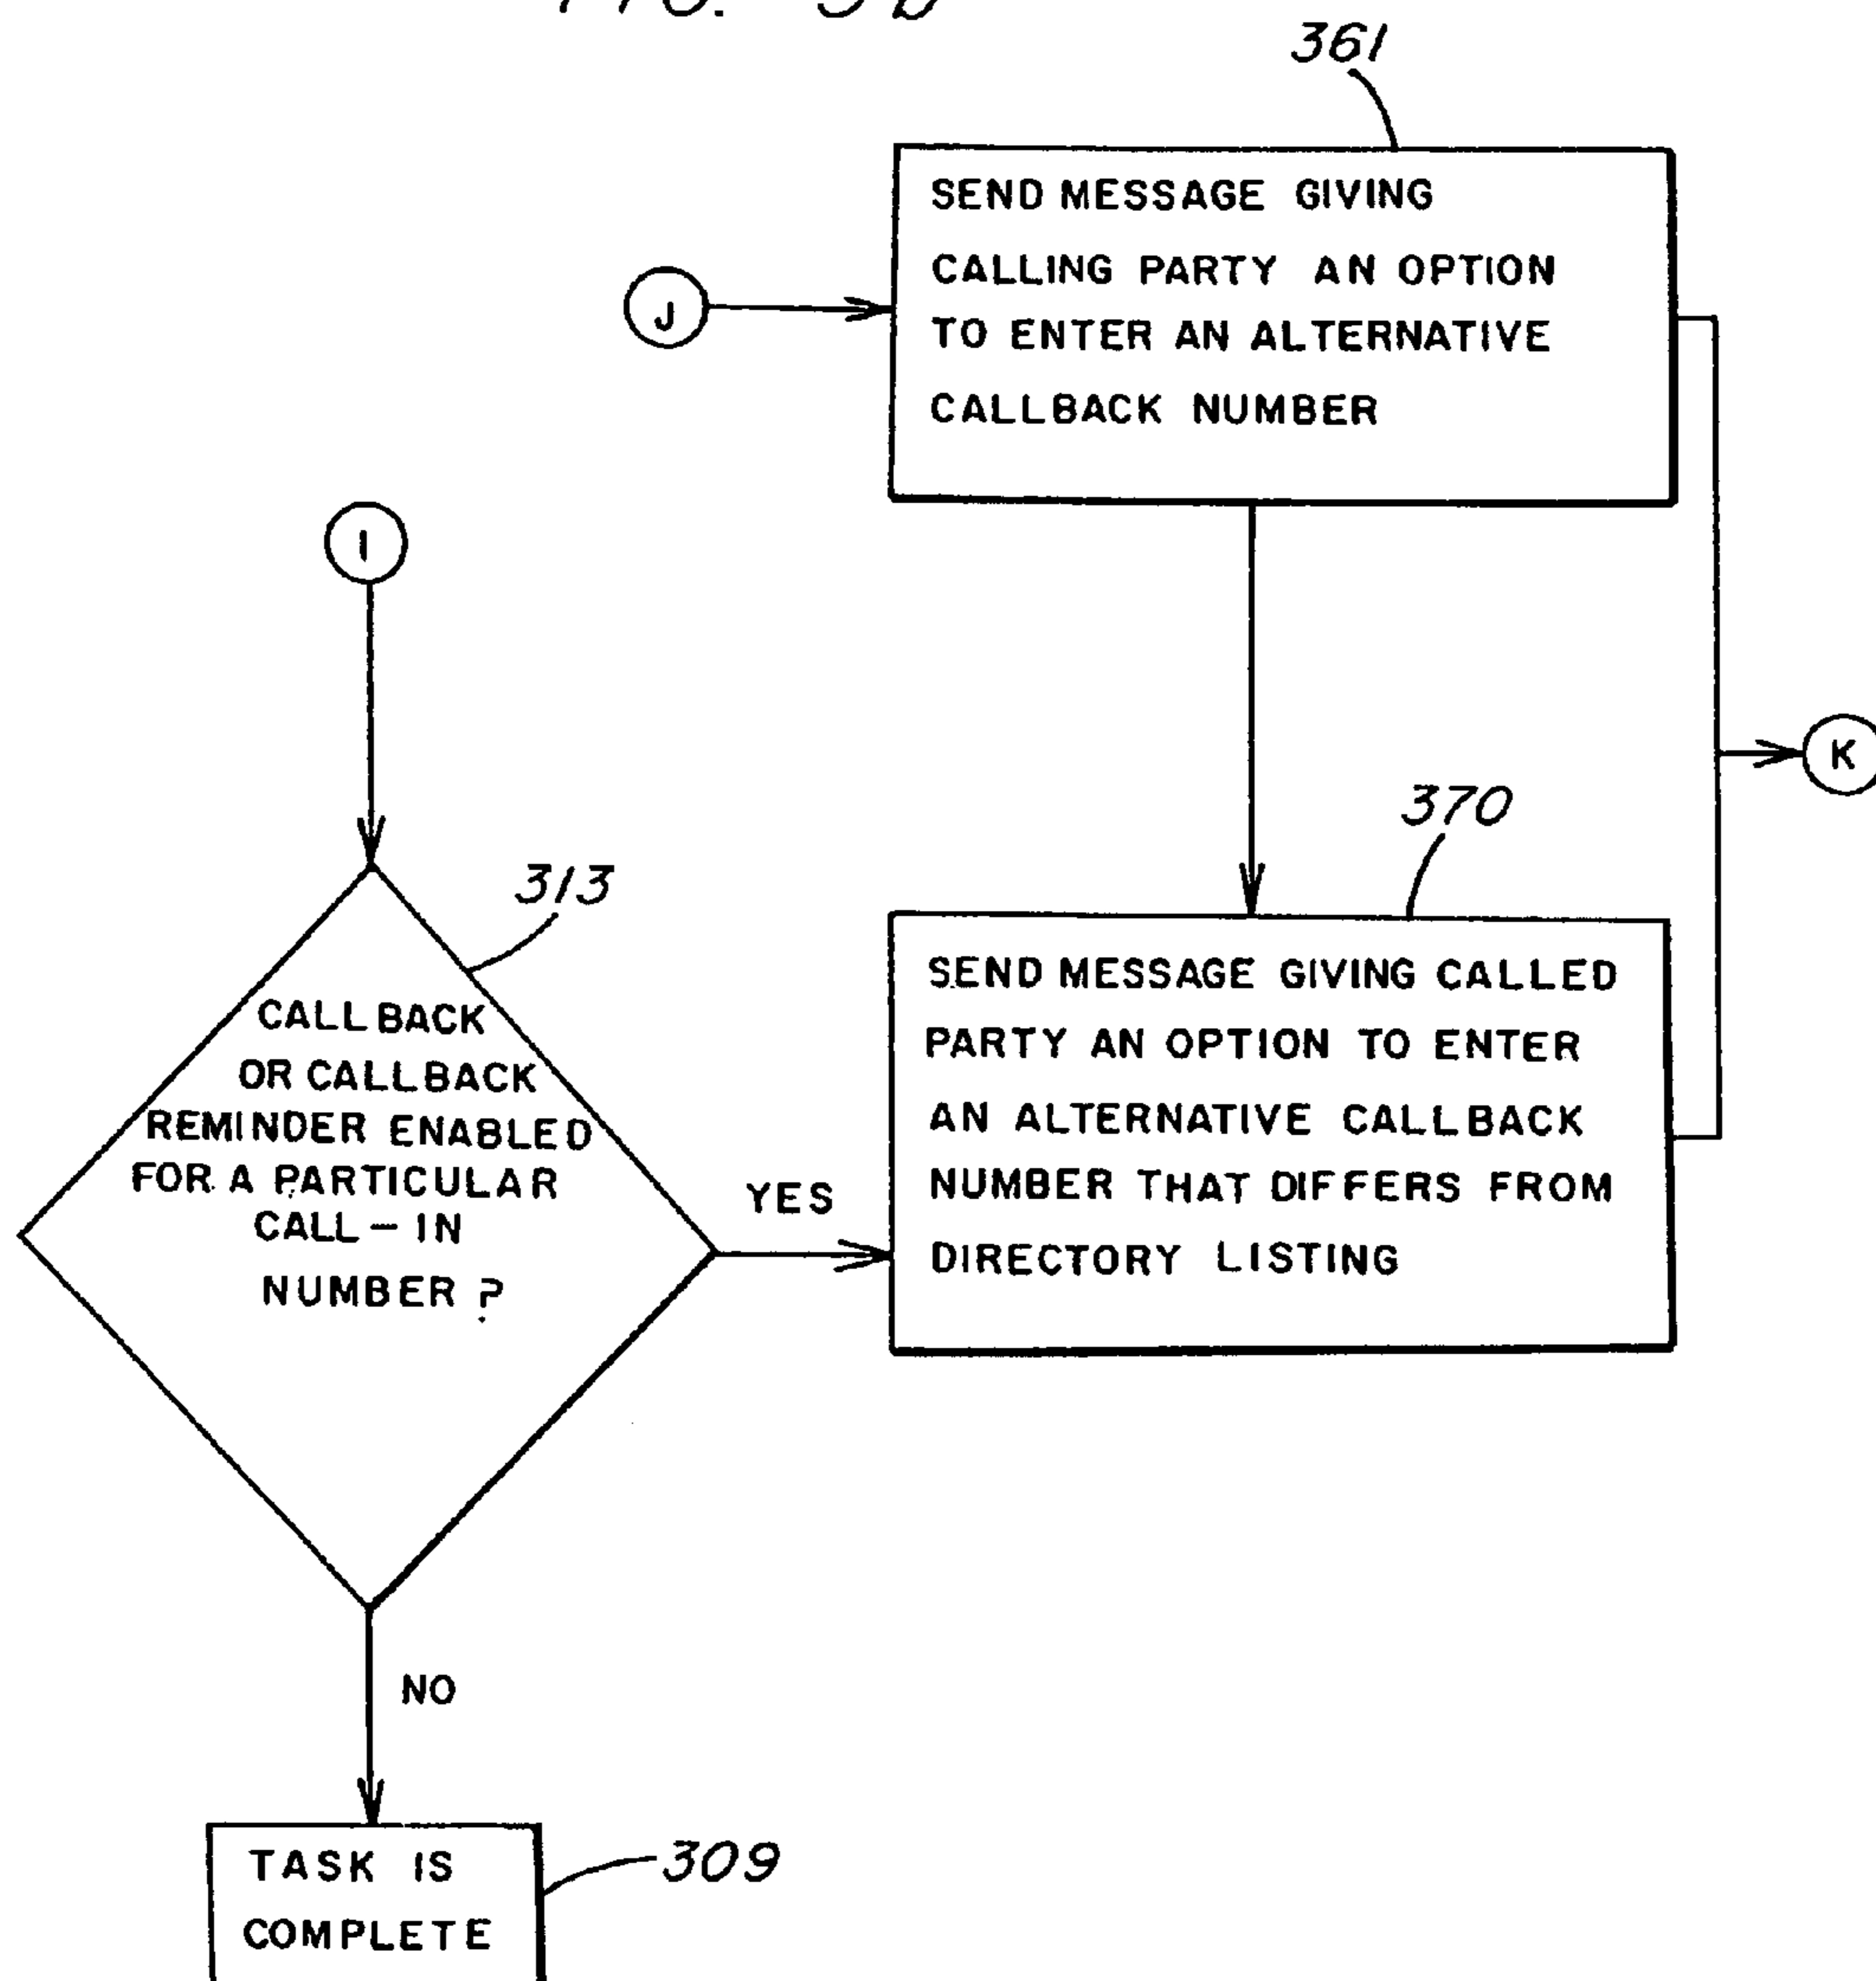 361
SEND MESSAGE GIVING
CALLING PARTY AN OPTION
TO ENTER AN ALTERNATIVE
CALLBACK NUMBER
J
I
K
370
313
SEND MESSAGE GIVING CALLED
PARTY AN OPTION TO ENTER
AN ALTERNATIVE CALLBACK
NUMBER THAT DIFFERS FROM
DIRECTORY LISTING
CALLBACK
OR CALLBACK
REMINDER ENABLED
FOR A PARTICULAR
CALL-IN
NUMBER?
YES
NO
TASK IS
COMPLETE
309